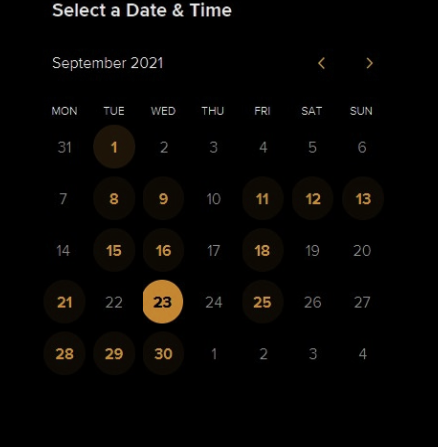 Select a Date & Time
September 2021
MON TUE WED THU FRI SAT SUN
31 1 2 3 4 5 6
7 8 9 10 11 12 13
14 15 16 17 18 19 20
21 22 23 24 25 26 27
28 29 30 1 2 3 4